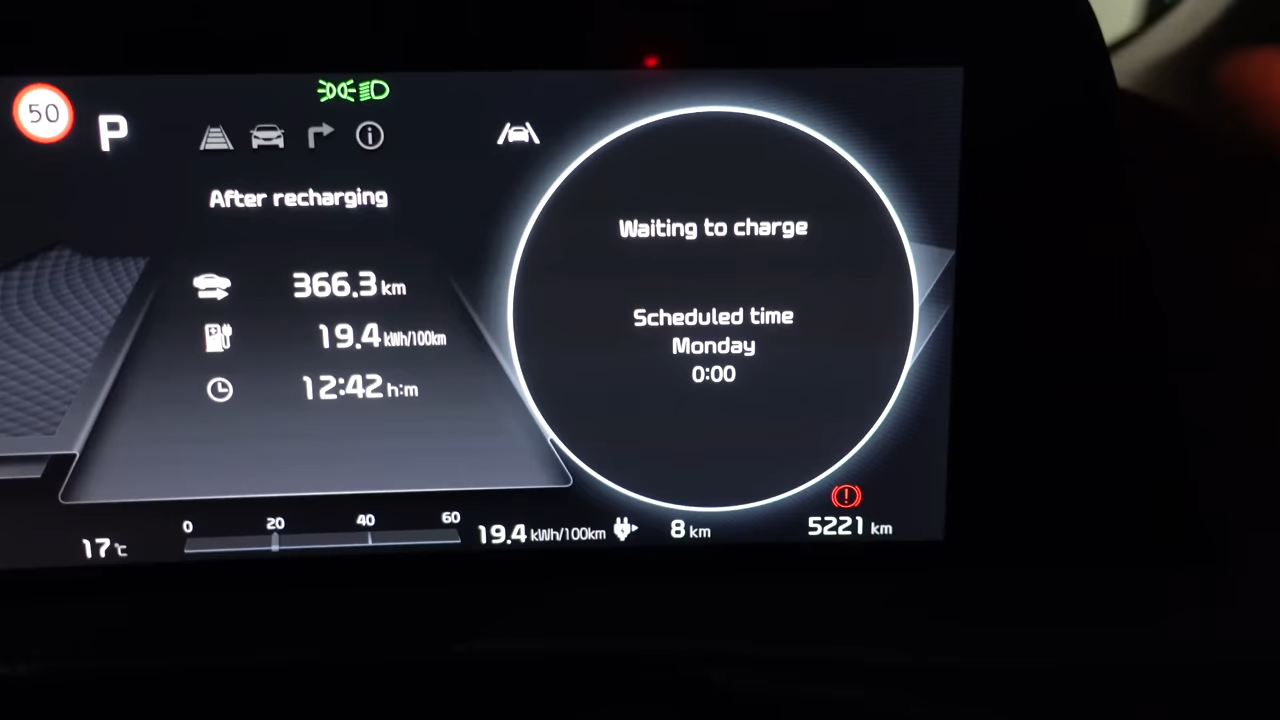 50
P
After recharging
366.3 km
19.4 kWh/100km
12:42 h:m
Waiting to charge
Scheduled time
Monday
0:00
0 20 40 60
17°C
19.4 kWh/100km
8 km
5221 km